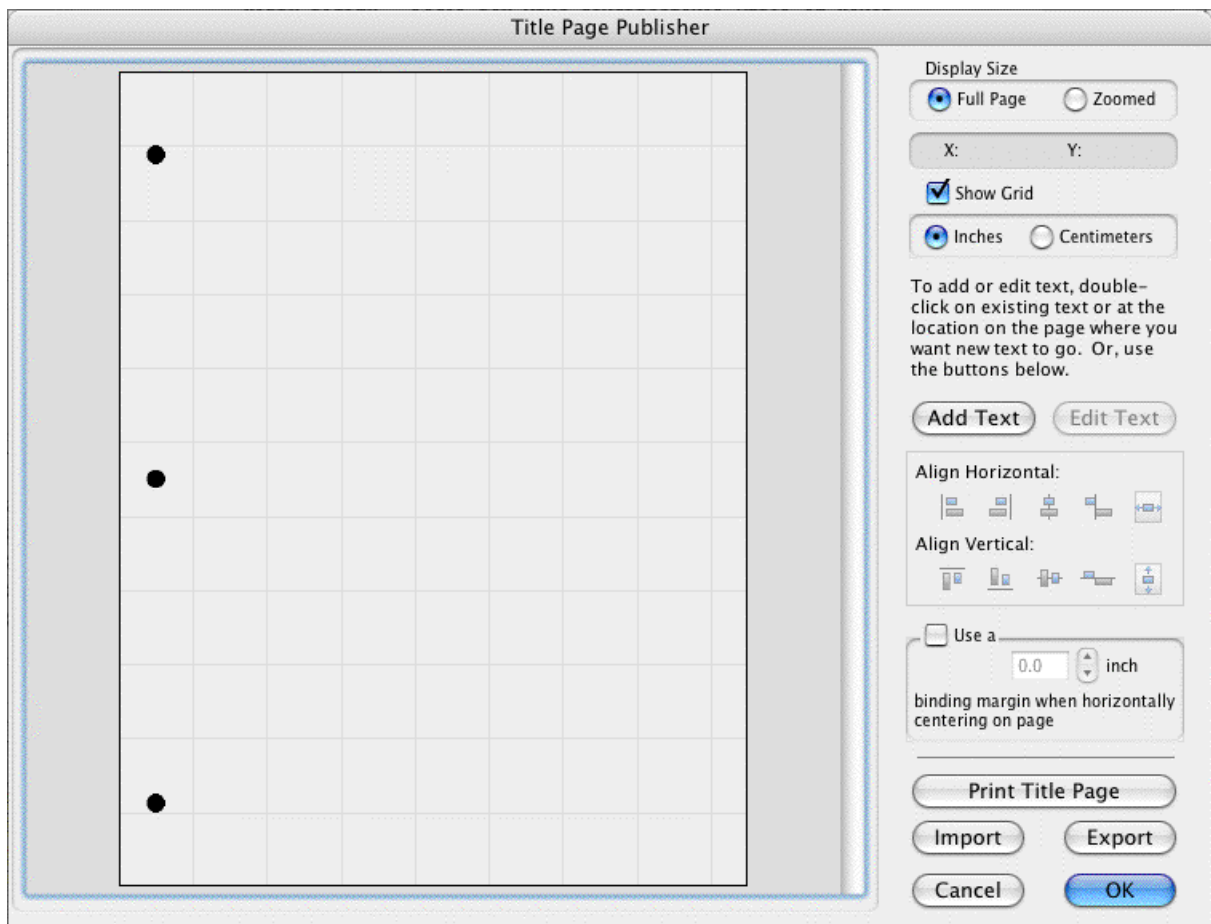 Title Page Publisher
Display Size
Full Page Zoomed
X: Y:
Show Grid
Inches Centimeters
To add or edit text, double-
click on existing text or at the
location on the page where you
want new text to go. Or, use
the buttons below.
Add Text Edit Text
Align Horizontal:
Align Vertical:
Use a
0.0 inch
binding margin when horizontally
centering on page
Print Title Page
Import Export
Cancel OK